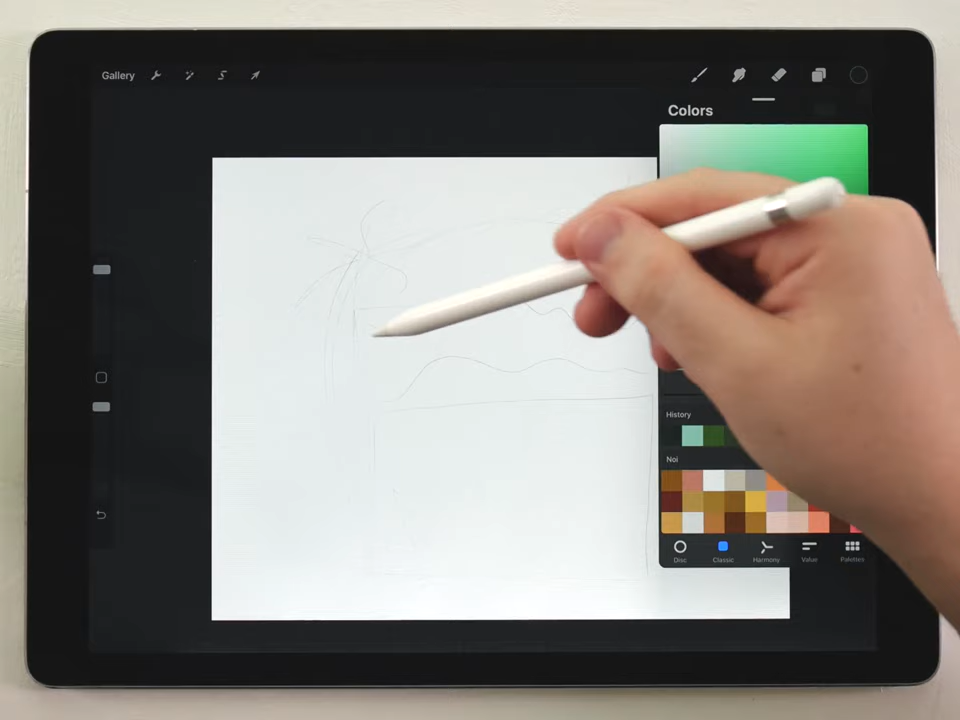 Gallery
Colors
History
Noi
Disc Classic Harmony Value Palettes